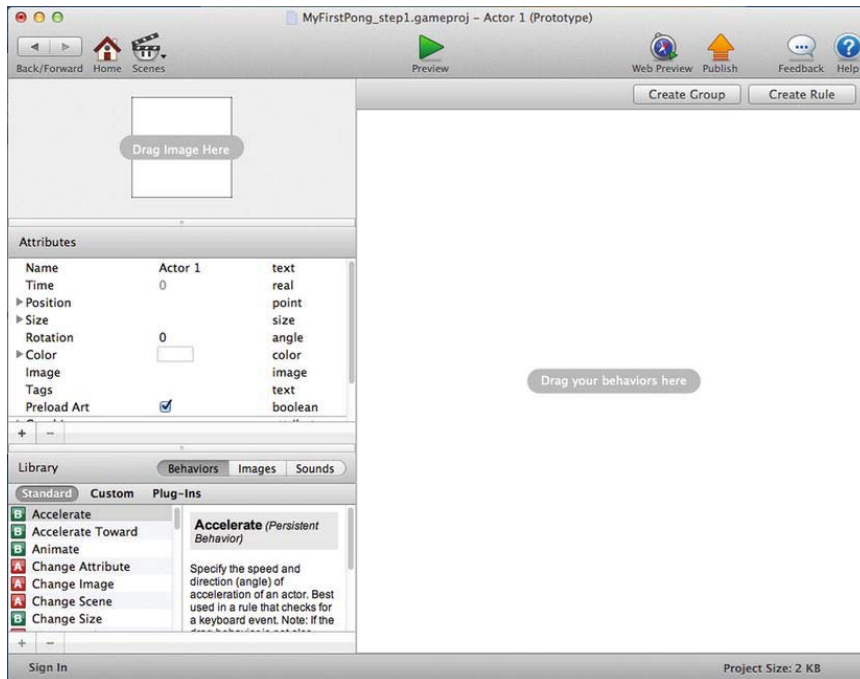 MyFirstPong_step1.gameproj – Actor 1 (Prototype)
Back/Forward Home Scenes Preview Web Preview Publish Feedback Help
Create Group Create Rule
Drag Image Here
Attributes
Name Actor 1 text
Time 0 real
Position point
Size size
Rotation 0 angle
Color color
Image image
Tags text
Preload Art boolean
Drag your behaviors here
+ –
Library Behaviors Images Sounds
Standard Custom Plug-Ins
B Accelerate
B Accelerate Toward
B Animate
A Change Attribute
A Change Image
A Change Scene
B Change Size
Accelerate (Persistent
Behavior)
Specify the speed and
direction (angle) of
acceleration of an actor. Best
used in a rule that checks for
a keyboard event. Note: If the
+ –
Sign In Project Size: 2 KB